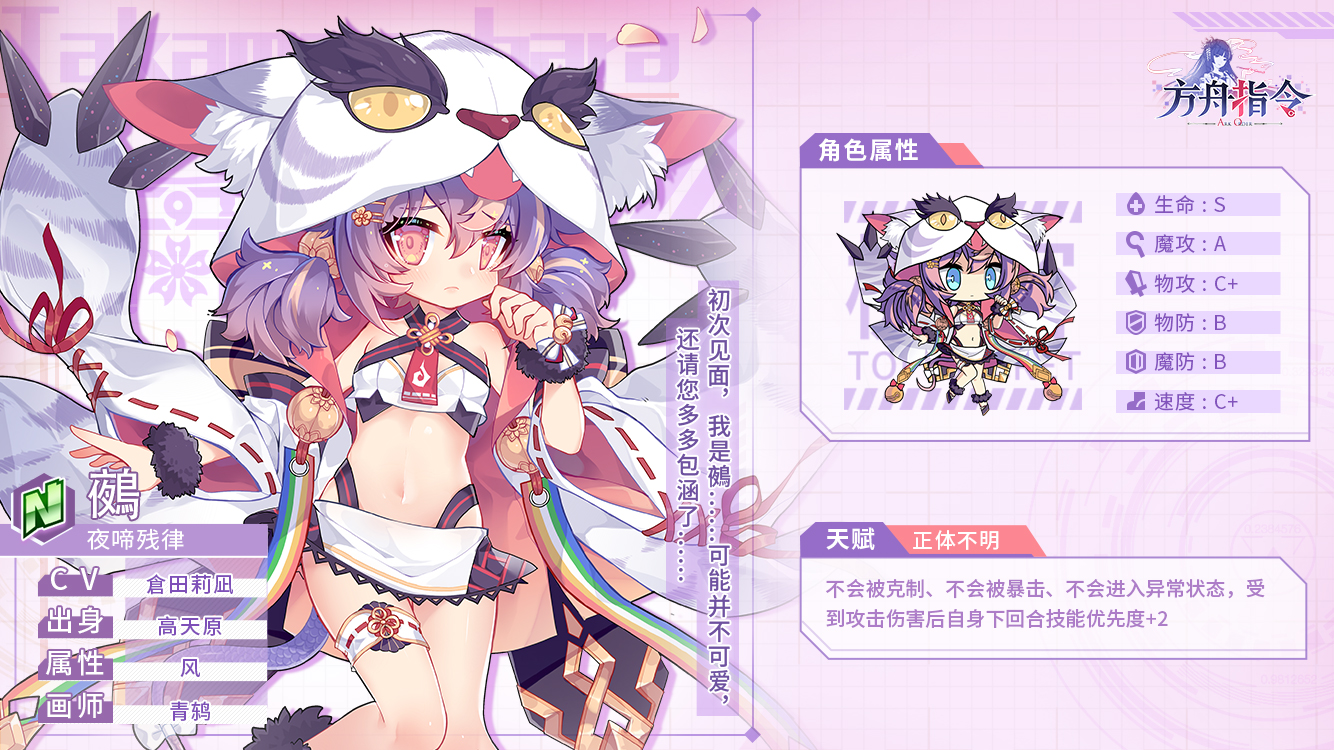 方舟指令
ARK ORDER
角色属性
生命：S
魔攻：A
物攻：C+
物防：B
魔防：B
速度：C+
初次见面，我是鵺……可能并不可爱，
还请您多多包涵了……
N
鵺
夜啼残律
CV
倉田莉凪
出身
高天原
属性
风
画师
青鸫
天赋
正体不明
不会被克制、不会被暴击、不会进入异常状态，受
到攻击伤害后自身下回合技能优先度+2